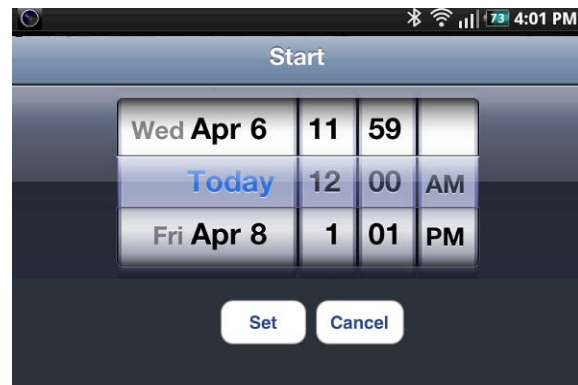 73 4:01 PM
Start
Wed Apr 6 11 59
Today 12 00 AM
Fri Apr 8 1 01 PM
Set Cancel